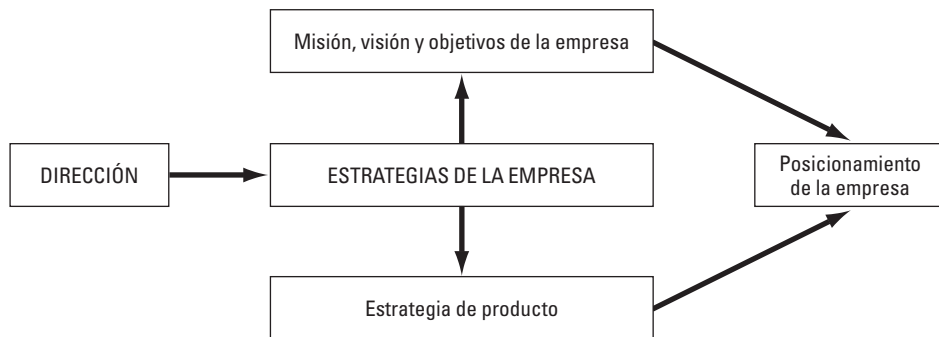 Misión, visión y objetivos de la empresa
DIRECCIÓN
ESTRATEGIAS DE LA EMPRESA
Posicionamiento
de la empresa
Estrategia de producto